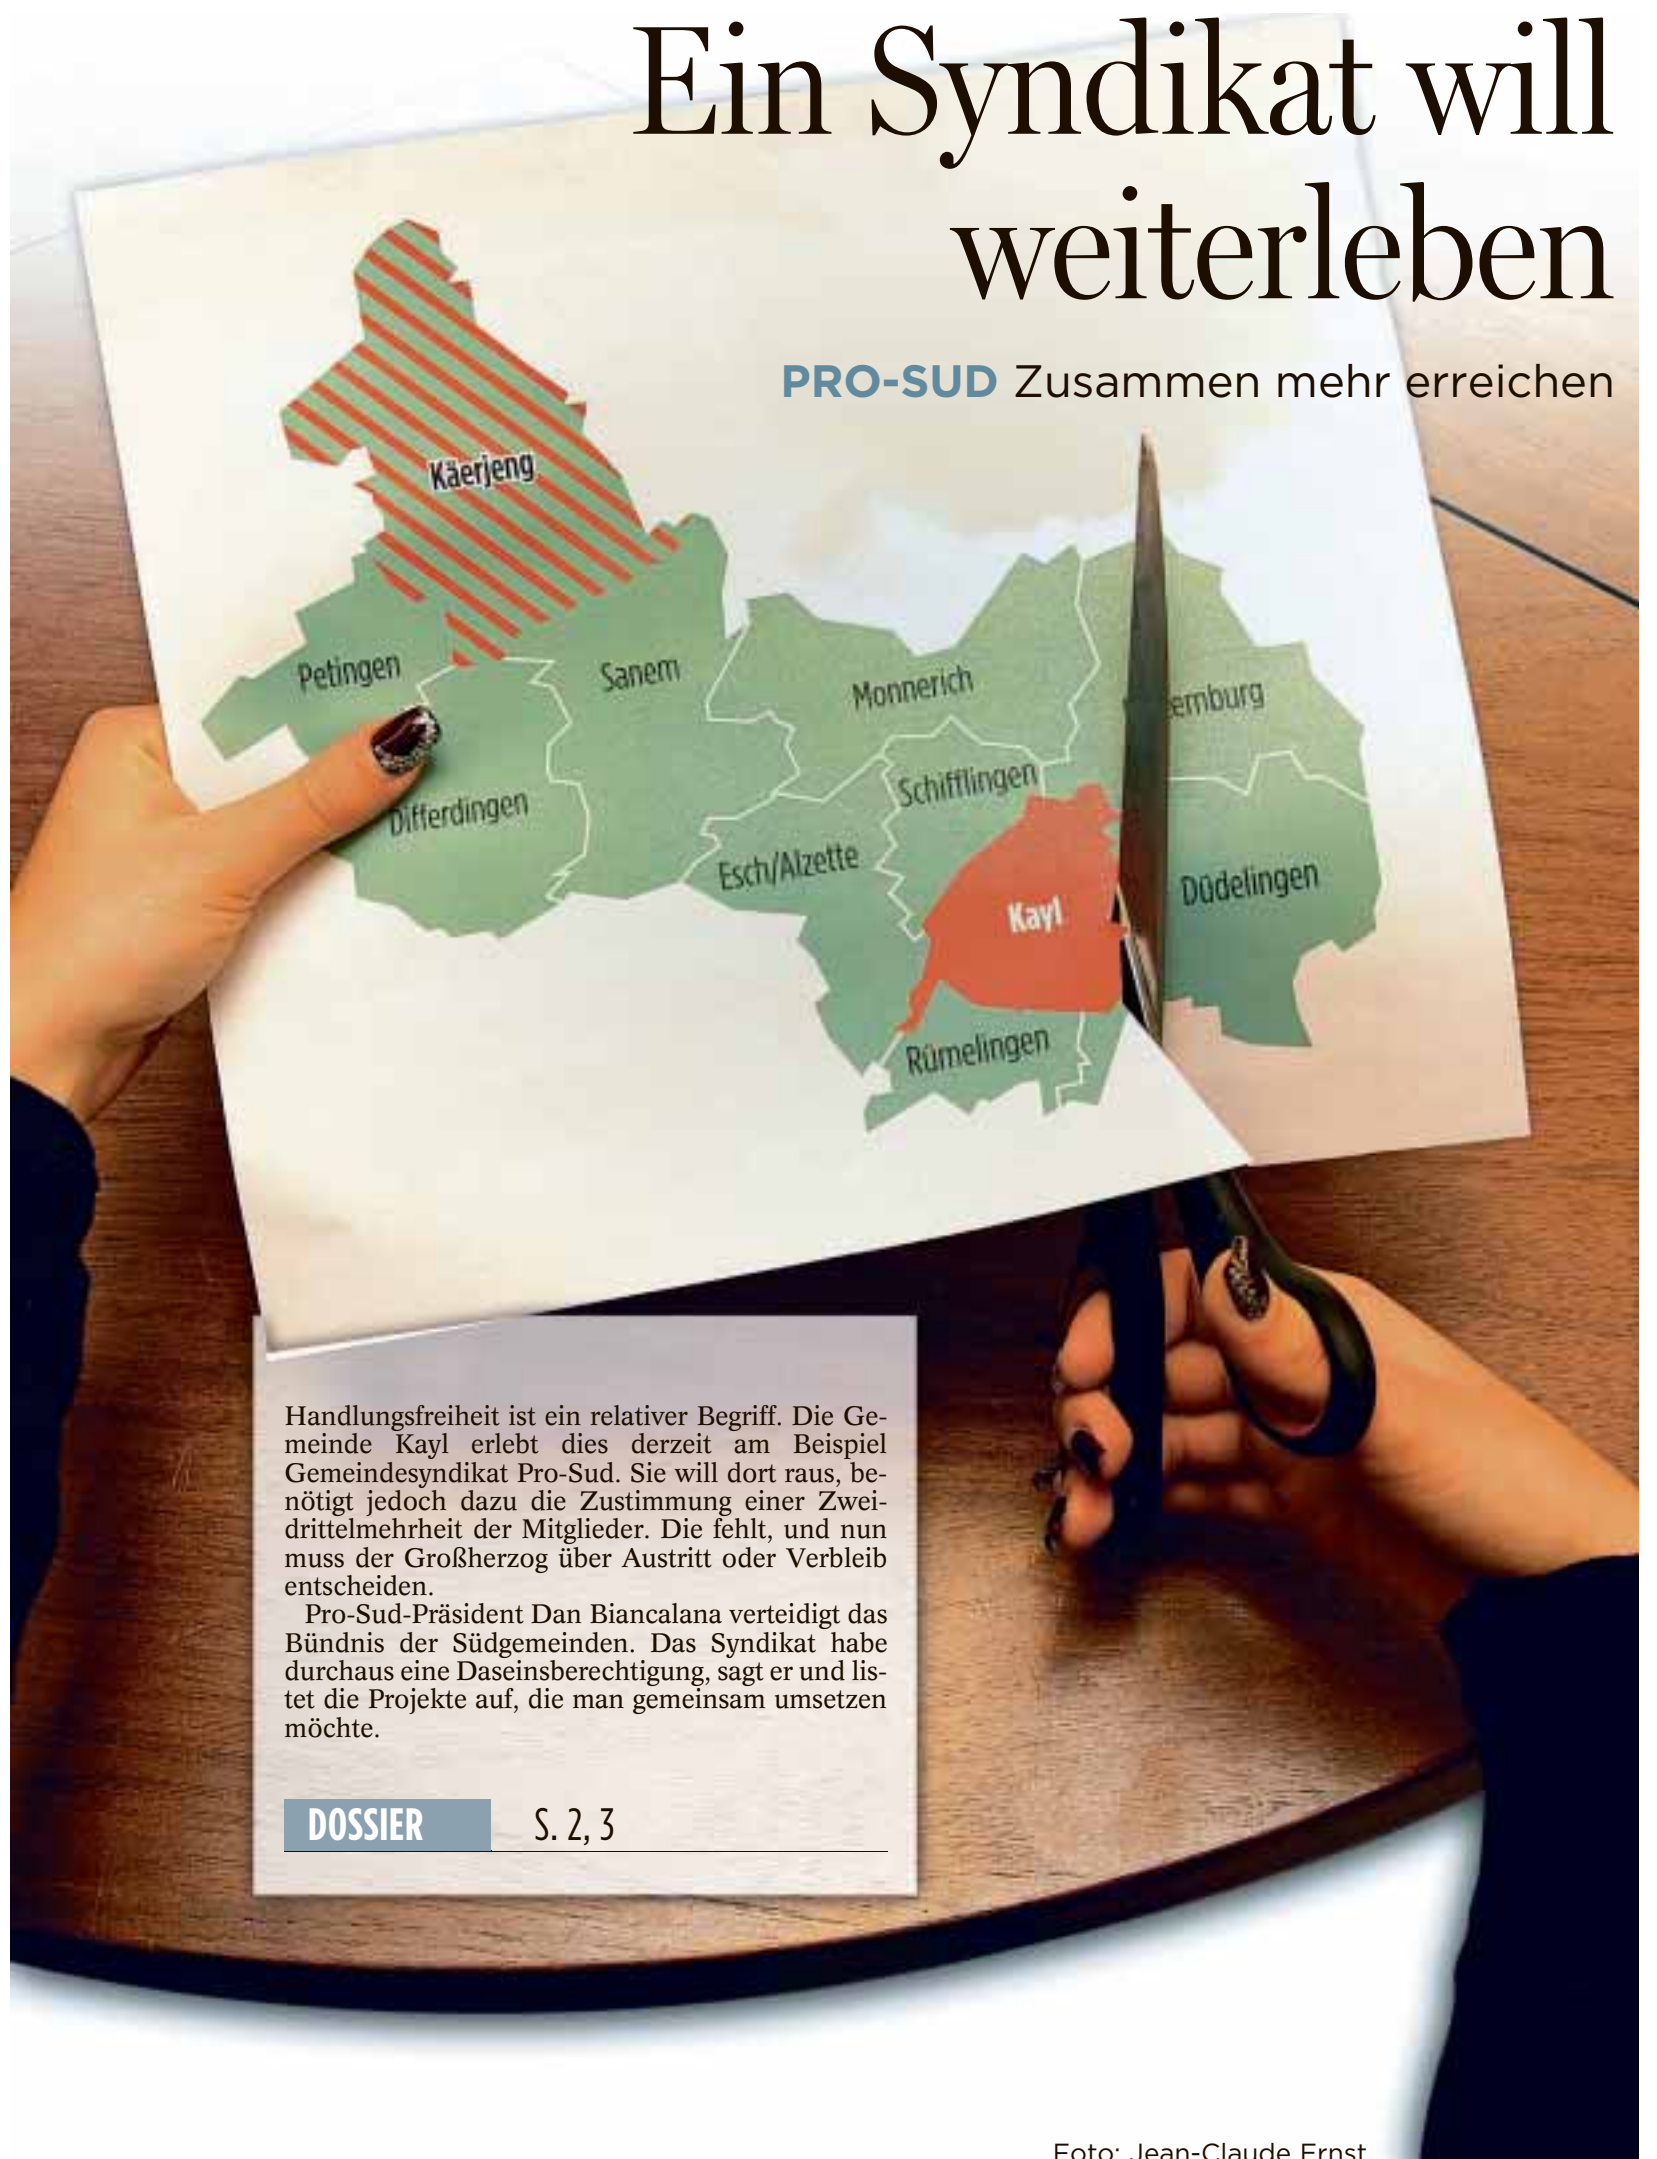 Ein Syndikat will
weiterleben
PRO-SUD Zusammen mehr erreichen
Käerjeng
Petingen
Sanem
Monnerich
emburg
Differdingen
Schifflingen
Esch/Alzette
Kayl
Düdelingen
Rümelingen
Handlungsfreiheit ist ein relativer Begriff. Die Ge-
meinde Kayl erlebt dies derzeit am Beispiel
Gemeindesyndikat Pro-Sud. Sie will dort raus, be-
nötigt jedoch dazu die Zustimmung einer Zwei-
drittelmehrheit der Mitglieder. Die fehlt, und nun
muss der Großherzog über Austritt oder Verbleib
entscheiden.
Pro-Sud-Präsident Dan Biancalana verteidigt das
Bündnis der Südgemeinden. Das Syndikat habe
durchaus eine Daseinsberechtigung, sagt er und lis-
tet die Projekte auf, die man gemeinsam umsetzen
möchte.
DOSSIER S. 2, 3
Foto: Jean-Claude Ernst